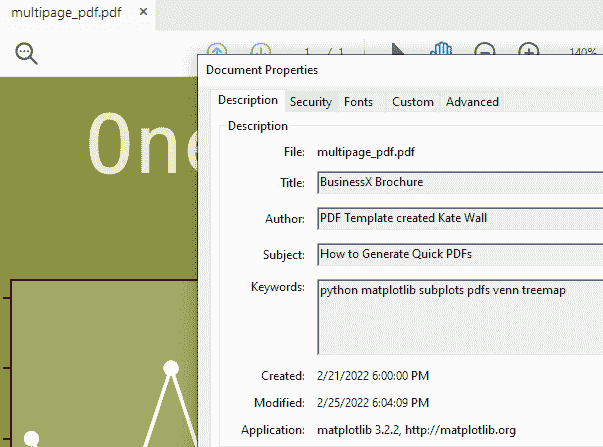 multipage_pdf.pdf ×
1 / 1
140%
Document Properties
One
Description Security Fonts Custom Advanced
Description
File: multipage_pdf.pdf
Title: BusinessX Brochure
Author: PDF Template created Kate Wall
Subject: How to Generate Quick PDFs
Keywords: python matplotlib subplots pdfs venn treemap
Created: 2/21/2022 6:00:00 PM
Modified: 2/25/2022 6:04:09 PM
Application: matplotlib 3.2.2, http://matplotlib.org